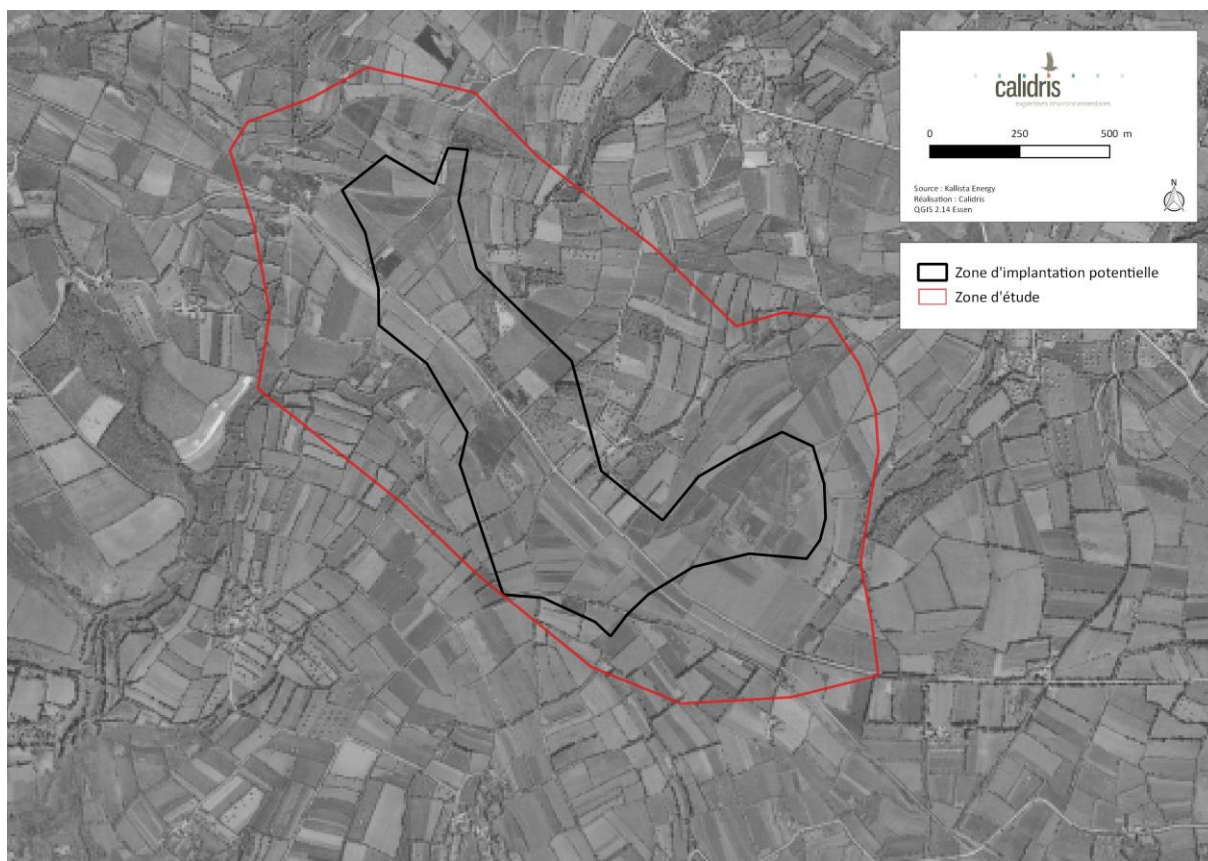 calidris
expertises environnementales
0 250 500 m
Source : Kallista Energy
Réalisation : Calidris
QGIS 2.14 Essen
N
Zone d'implantation potentielle
Zone d'étude